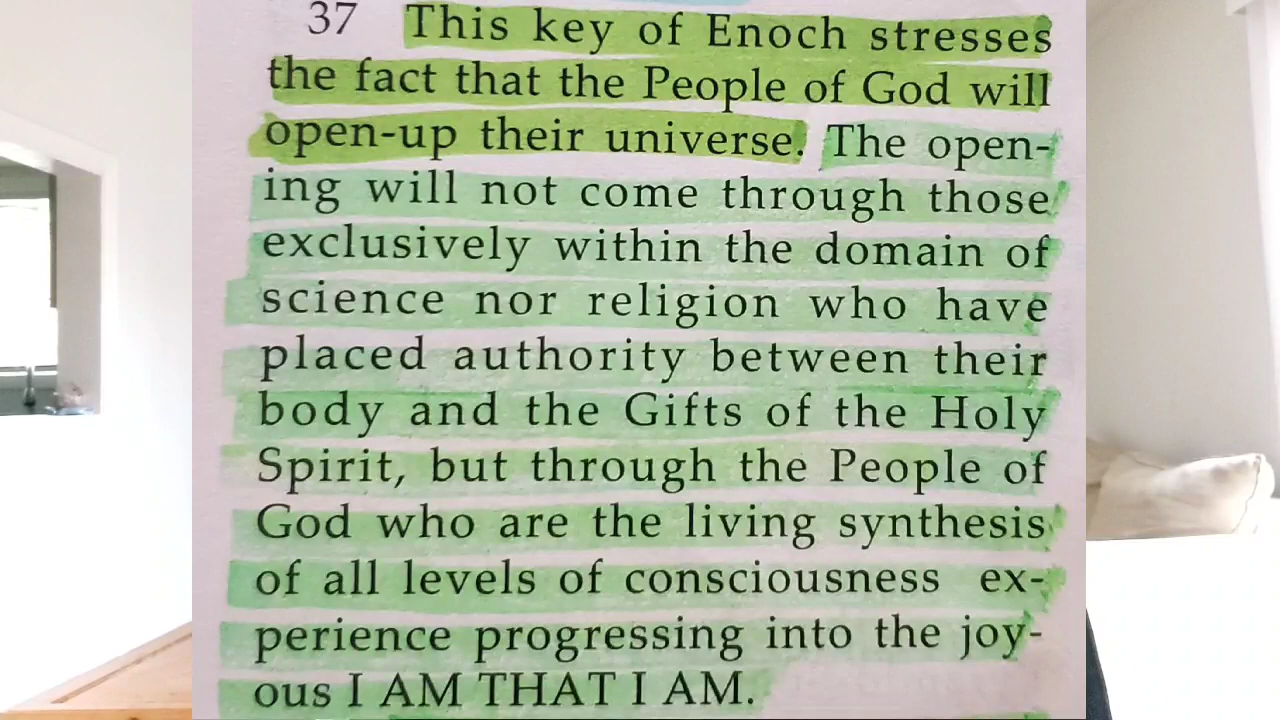 37 This key of Enoch stresses
the fact that the People of God will
open-up their universe. The open-
ing will not come through those
exclusively within the domain of
science nor religion who have
placed authority between their
body and the Gifts of the Holy
Spirit, but through the People of
God who are the living synthesis
of all levels of consciousness ex-
perience progressing into the joy-
ous I AM THAT I AM.